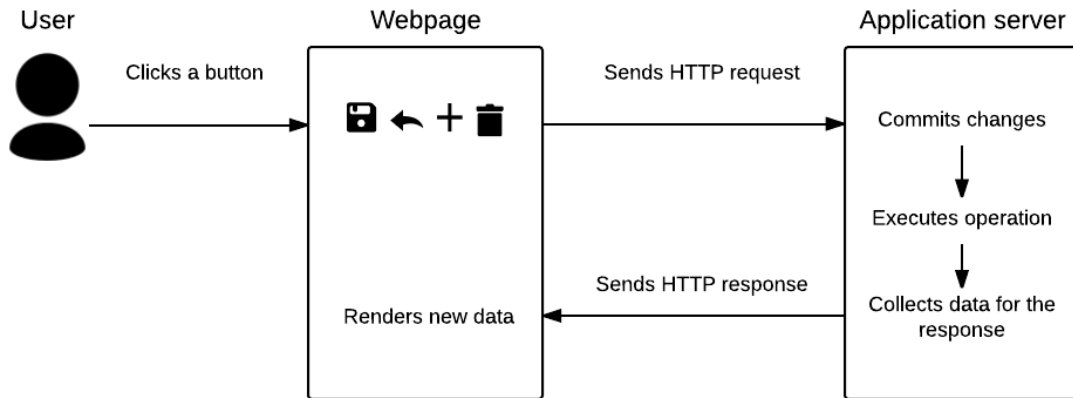 User
Webpage
Application server
Clicks a button
Sends HTTP request
Commits changes
Executes operation
Sends HTTP response
Renders new data
Collects data for the
response